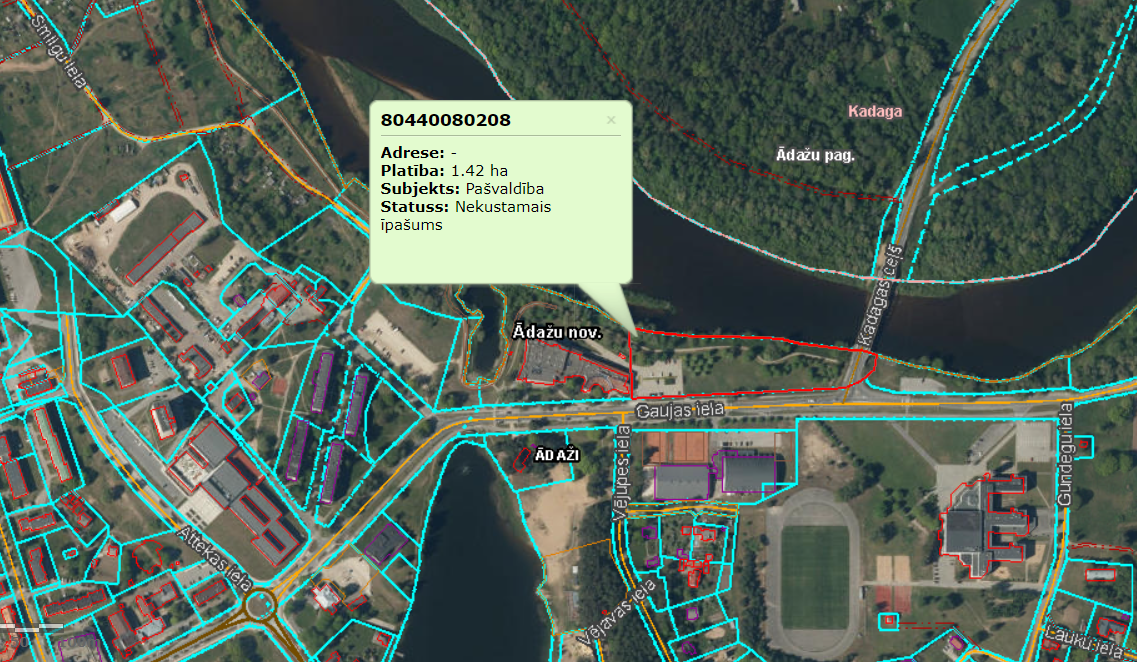 Smilgu iela
80440080208
×
Adrese: -
Platība: 1.42 ha
Subjekts: Pašvaldība
Statuss: Nekustamais
īpašums
Kadaga
Ādažu pag.
Kadagas ceļš
Ādažu nov.
Gaujas iela
ĀDAŽI
Vējupes iela
Gundegu iela
Attekas iela
Vējavas iela
Lauku iela